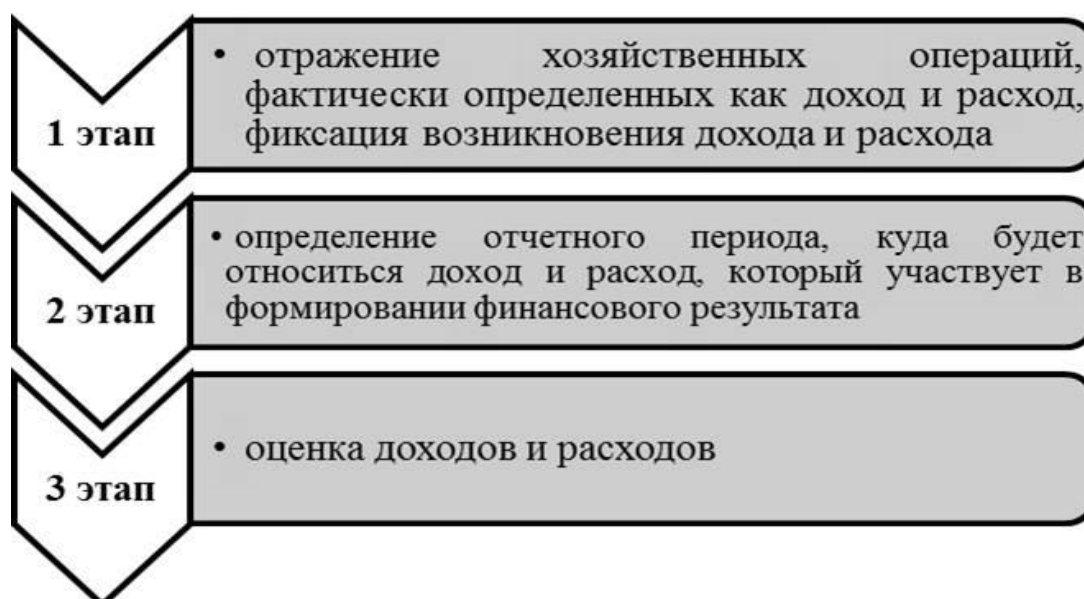 1 этап
• отражение хозяйственных операций,
фактически определенных как доход и расход,
фиксация возникновения дохода и расхода
2 этап
• определение отчетного периода, куда будет
относиться доход и расход, который участвует в
формировании финансового результата
3 этап
• оценка доходов и расходов